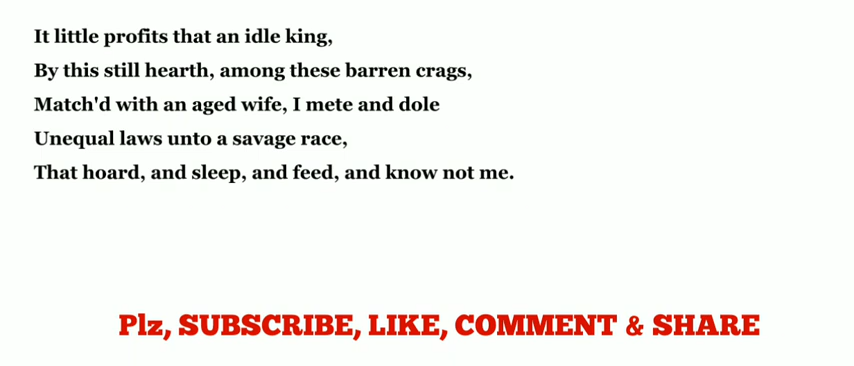 It little profits that an idle king,
By this still hearth, among these barren crags,
Match'd with an aged wife, I mete and dole
Unequal laws unto a savage race,
That hoard, and sleep, and feed, and know not me.
Plz, SUBSCRIBE, LIKE, COMMENT & SHARE